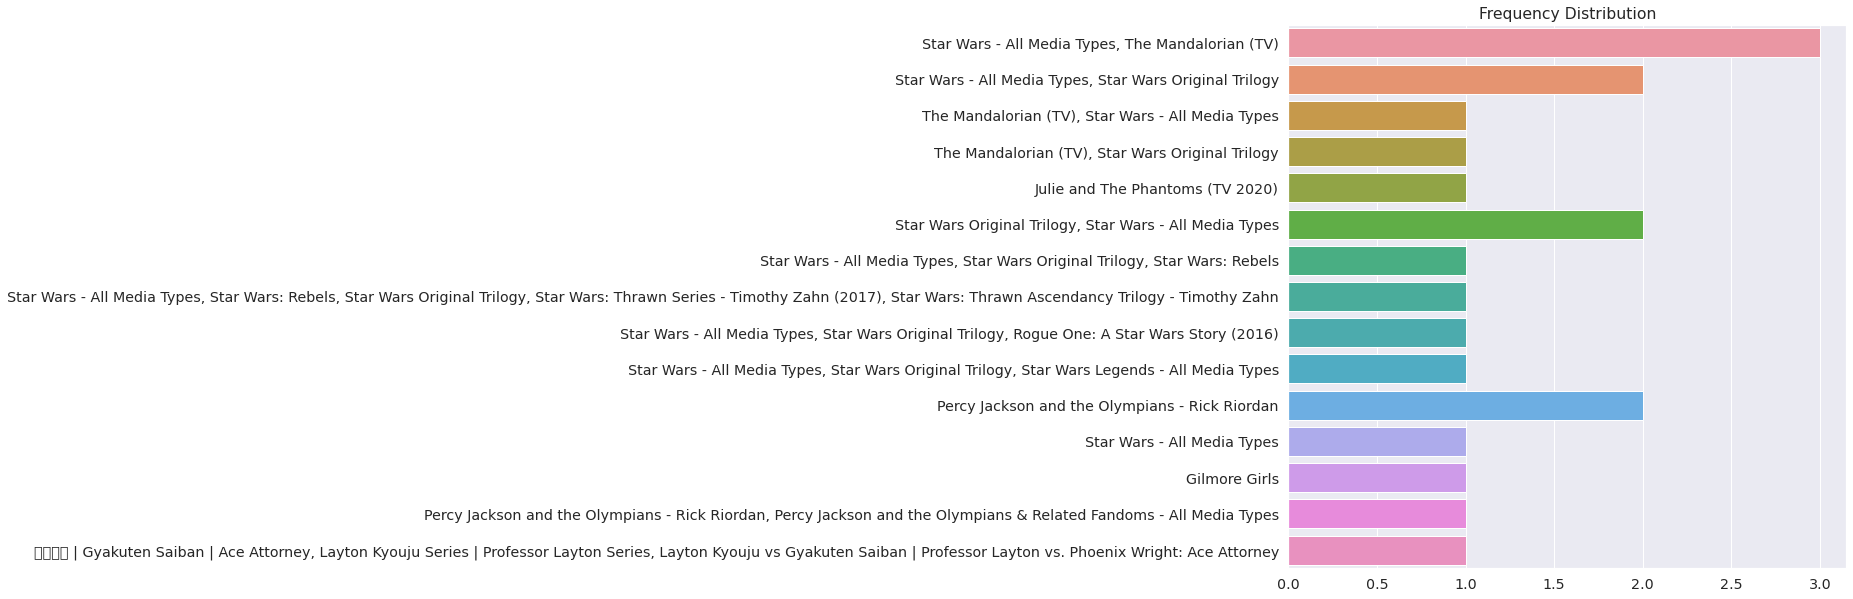 Frequency Distribution
Star Wars - All Media Types, The Mandalorian (TV)
Star Wars - All Media Types, Star Wars Original Trilogy
The Mandalorian (TV), Star Wars - All Media Types
The Mandalorian (TV), Star Wars Original Trilogy
Julie and The Phantoms (TV 2020)
Star Wars Original Trilogy, Star Wars - All Media Types
Star Wars - All Media Types, Star Wars Original Trilogy, Star Wars: Rebels
Star Wars - All Media Types, Star Wars: Rebels, Star Wars Original Trilogy, Star Wars: Thrawn Series - Timothy Zahn (2017), Star Wars: Thrawn Ascendancy Trilogy - Timothy Zahn
Star Wars - All Media Types, Star Wars Original Trilogy, Rogue One: A Star Wars Story (2016)
Star Wars - All Media Types, Star Wars Original Trilogy, Star Wars Legends - All Media Types
Percy Jackson and the Olympians - Rick Riordan
Star Wars - All Media Types
Gilmore Girls
Percy Jackson and the Olympians - Rick Riordan, Percy Jackson and the Olympians & Related Fandoms - All Media Types
| Gyakuten Saiban | Ace Attorney, Layton Kyouju Series | Professor Layton Series, Layton Kyouju vs Gyakuten Saiban | Professor Layton vs. Phoenix Wright: Ace Attorney
0.0 0.5 1.0 1.5 2.0 2.5 3.0